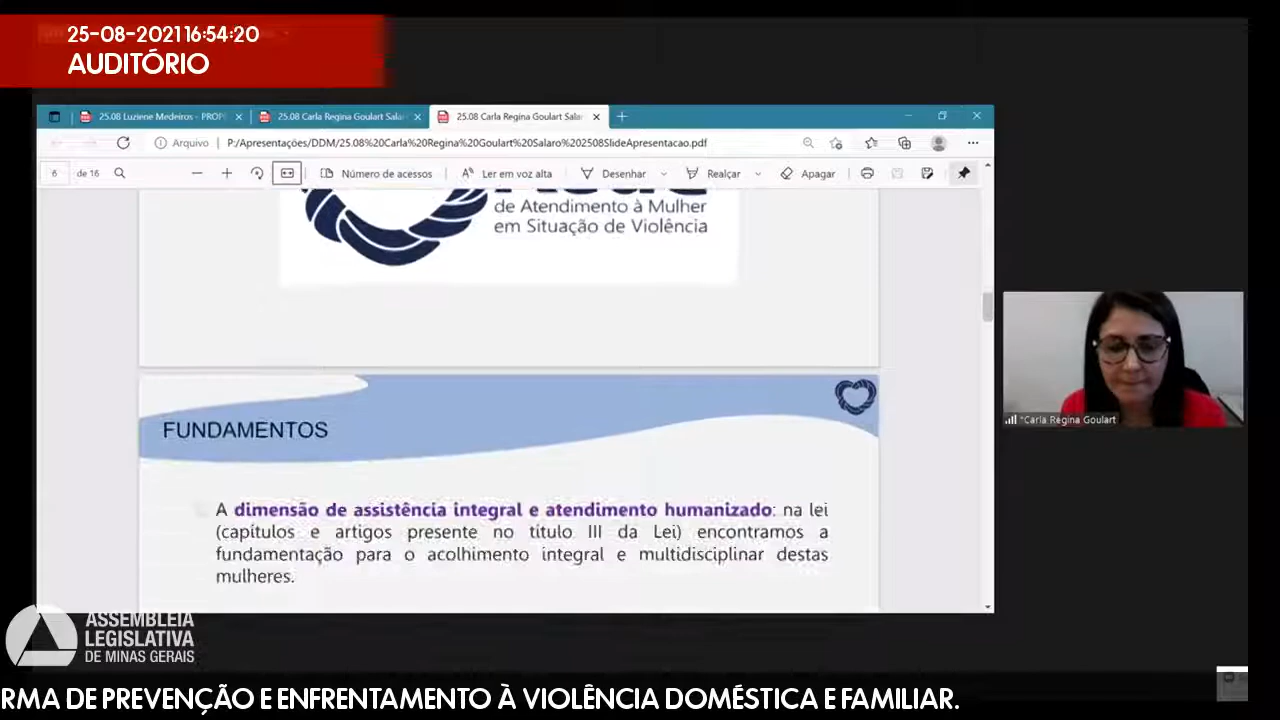 25-08-2021 16:54:20
AUDITÓRIO
25.08 Luziene Medeiros - PROP
25.08 Carla Regina Goulart Salar
25.08 Carla Regina Goulart Salar
Arquivo
P:/Apresentações/DDM/25.08%20Carla%20Regina%20Goulart%20Salaro%202508SlideApresentacao.pdf
6 de 16
Número de acessos
Ler em voz alta
Desenhar
Realçar
Apagar
de Atendimento à Mulher
em Situação de Violência
FUNDAMENTOS
A dimensão de assistência integral e atendimento humanizado: na lei
(capítulos e artigos presente no título III da Lei) encontramos a
fundamentação para o acolhimento integral e multidisciplinar destas
mulheres.
*Carla Regina Goulart
ASSEMBLEIA
LEGISLATIVA
DE MINAS GERAIS
RMA DE PREVENÇÃO E ENFRENTAMENTO À VIOLÊNCIA DOMÉSTICA E FAMILIAR.